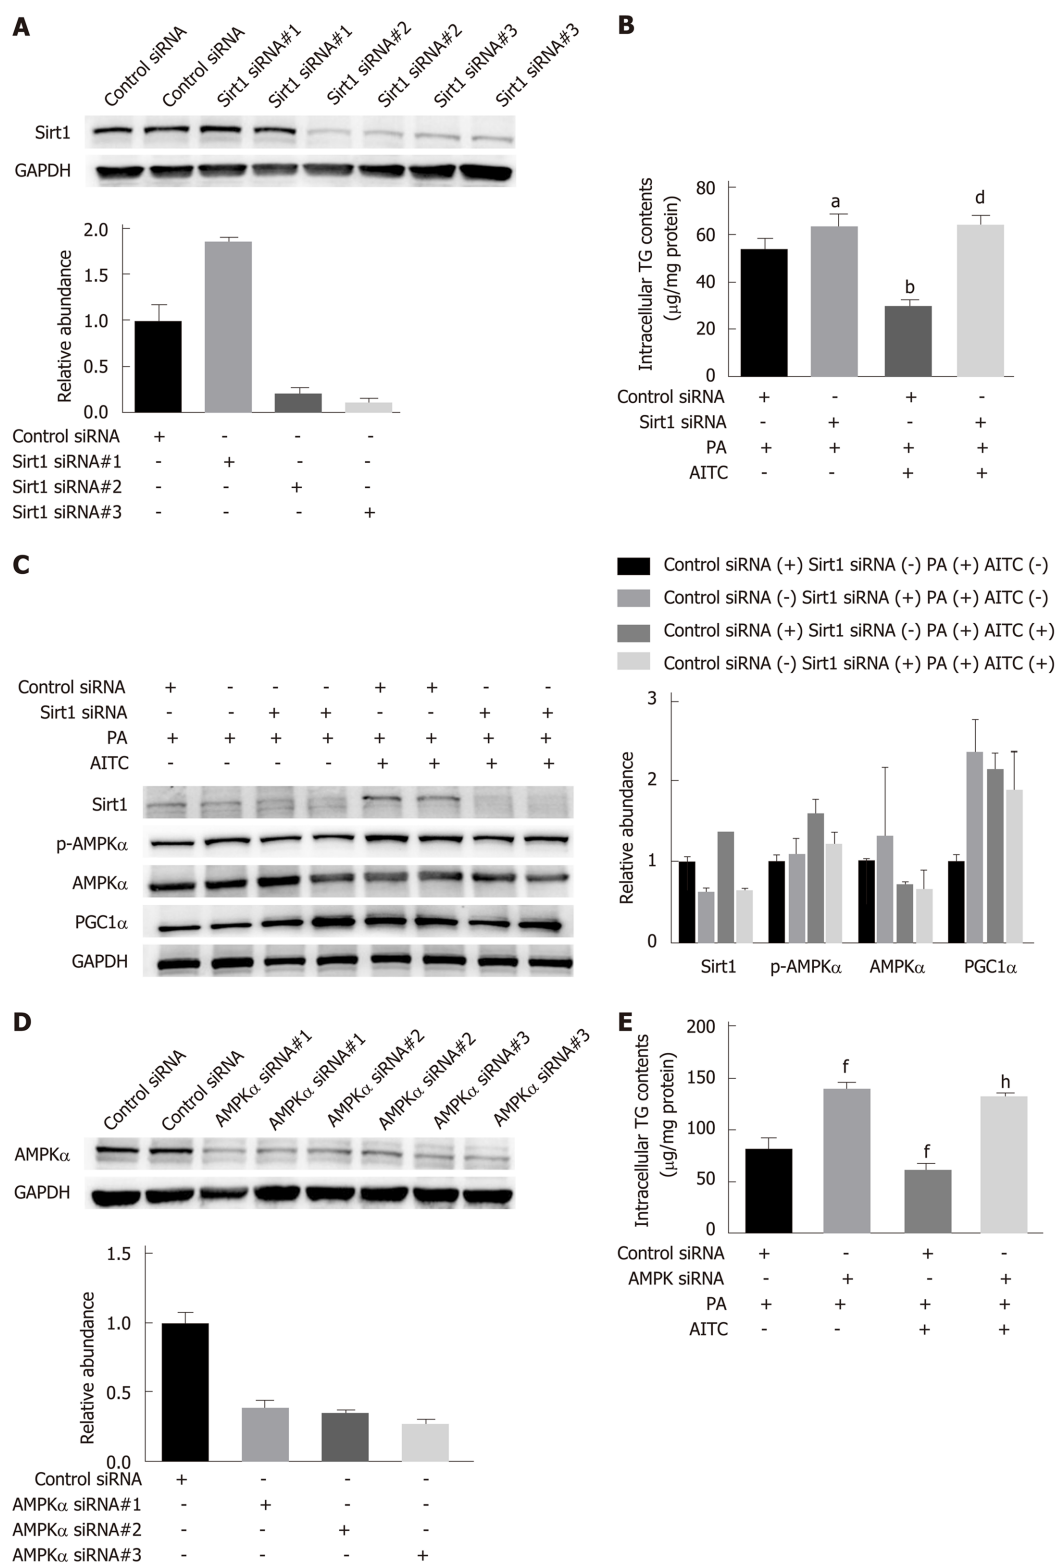 A
Control siRNA
Control siRNA
Sirt1 siRNA#1
Sirt1 siRNA#1
Sirt1 siRNA#2
Sirt1 siRNA#2
Sirt1 siRNA#3
Sirt1 siRNA#3
Sirt1
GAPDH
Relative abundance
2.0
1.5
1.0
0.5
0.0
Control siRNA + - - -
Sirt1 siRNA#1 - + - -
Sirt1 siRNA#2 - - + -
Sirt1 siRNA#3 - - - +
B
Intracellular TG contents
(μg/mg protein)
80
60
40
20
0
a
b
d
Control siRNA + - + -
Sirt1 siRNA - + - +
PA + + + +
AITC - - + +
C
Control siRNA + - - - + + - -
Sirt1 siRNA - - + + - - + +
PA + + + + + + + +
AITC - - - - + + + +
Sirt1
p-AMPKα
AMPKα
PGC1α
GAPDH
Control siRNA (+) Sirt1 siRNA (-) PA (+) AITC (-)
Control siRNA (-) Sirt1 siRNA (+) PA (+) AITC (-)
Control siRNA (+) Sirt1 siRNA (-) PA (+) AITC (+)
Control siRNA (-) Sirt1 siRNA (+) PA (+) AITC (+)
Relative abundance
3
2
1
0
Sirt1 p-AMPKα AMPKα PGC1α
D
Control siRNA
Control siRNA
AMPKα siRNA#1
AMPKα siRNA#1
AMPKα siRNA#2
AMPKα siRNA#2
AMPKα siRNA#3
AMPKα siRNA#3
AMPKα
GAPDH
Relative abundance
1.5
1.0
0.5
0.0
Control siRNA + - - -
AMPKα siRNA#1 - + - -
AMPKα siRNA#2 - - + -
AMPKα siRNA#3 - - - +
E
Intracellular TG contents
(μg/mg protein)
200
150
100
50
0
f
f
h
Control siRNA + - + -
AMPK siRNA - + - +
PA + + + +
AITC - - + +